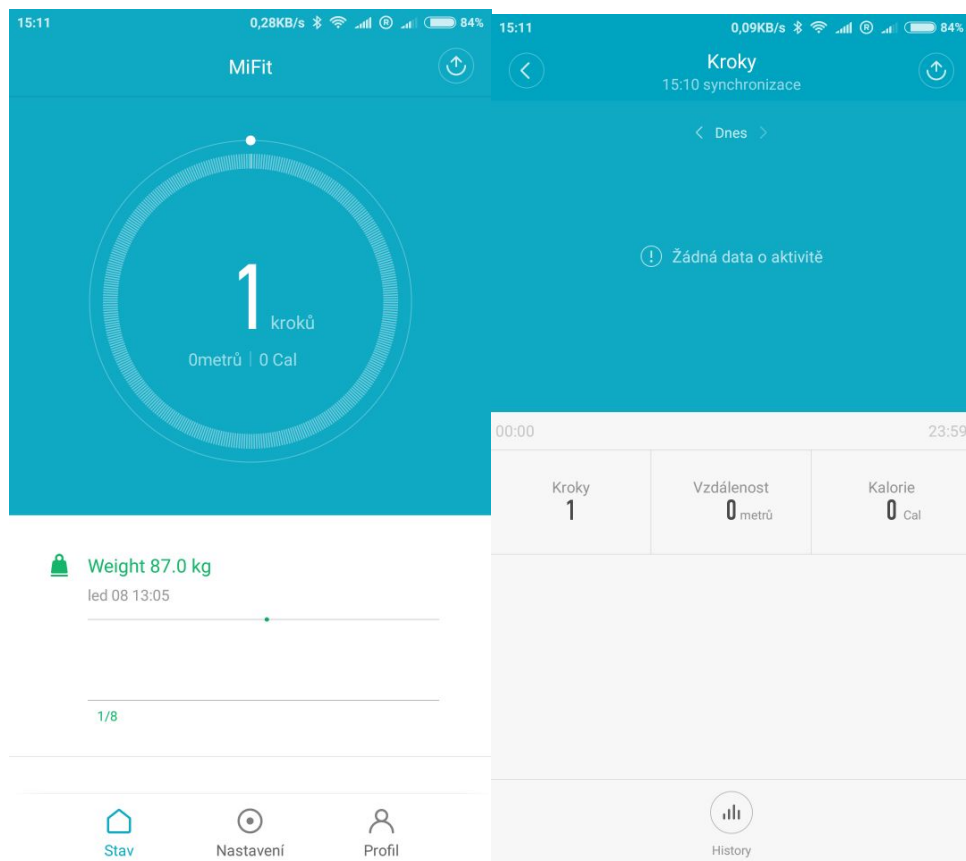 15:11 0,28KB/s R 84%
MiFit
1 kroků
0metrů | 0 Cal
Weight 87.0 kg
led 08 13:05
1/8
Stav Nastavení Profil
15:11 0,09KB/s R 84%
Kroky
15:10 synchronizace
< Dnes >
! Žádná data o aktivitě
00:00 23:59
Kroky Vzdálenost Kalorie
1 0 metrů 0 Cal
History